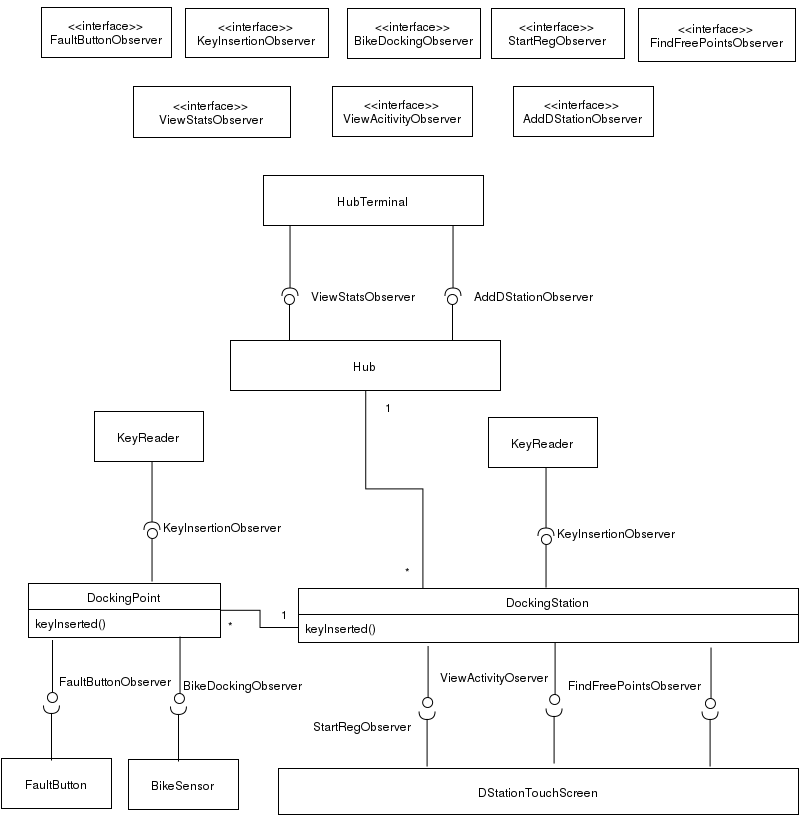 <<interface>>
FaultButtonObserver
<<interface>>
KeyInsertionObserver
<<interface>>
BikeDockingObserver
<<interface>>
StartRegObserver
<<interface>>
FindFreePointsObserver
<<interface>>
ViewStatsObserver
<<interface>>
ViewAcitivityObserver
<<interface>>
AddDStationObserver
HubTerminal
ViewStatsObserver
AddDStationObserver
Hub
1
KeyReader
KeyReader
KeyInsertionObserver
KeyInsertionObserver
*
DockingPoint
keyInserted()
*
1
DockingStation
keyInserted()
FaultButtonObserver
BikeDockingObserver
ViewActivityOserver
FindFreePointsObserver
StartRegObserver
FaultButton
BikeSensor
DStationTouchScreen